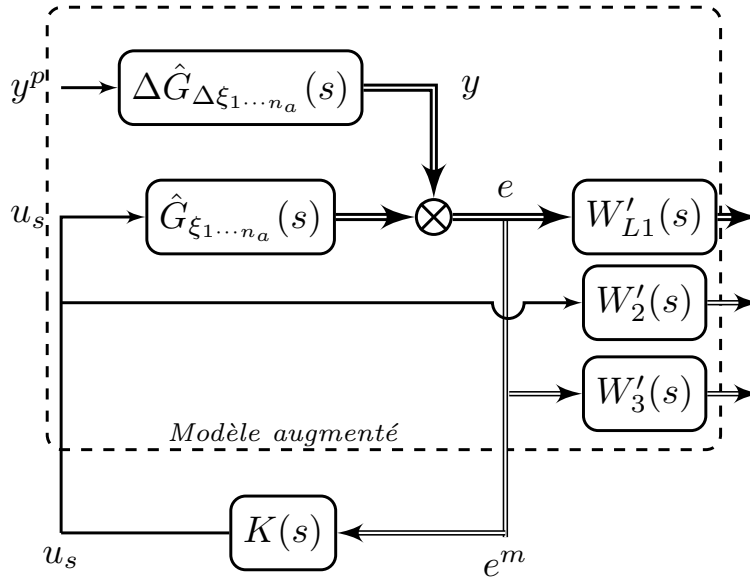 y^p ΔĜ_{Δξ_{1⋯n_a}}(s) y
u_s Ĝ_{ξ_{1⋯n_a}}(s) e W′_{L1}(s)
W′_2(s)
W′_3(s)
Modèle augmenté
K(s)
u_s e^m